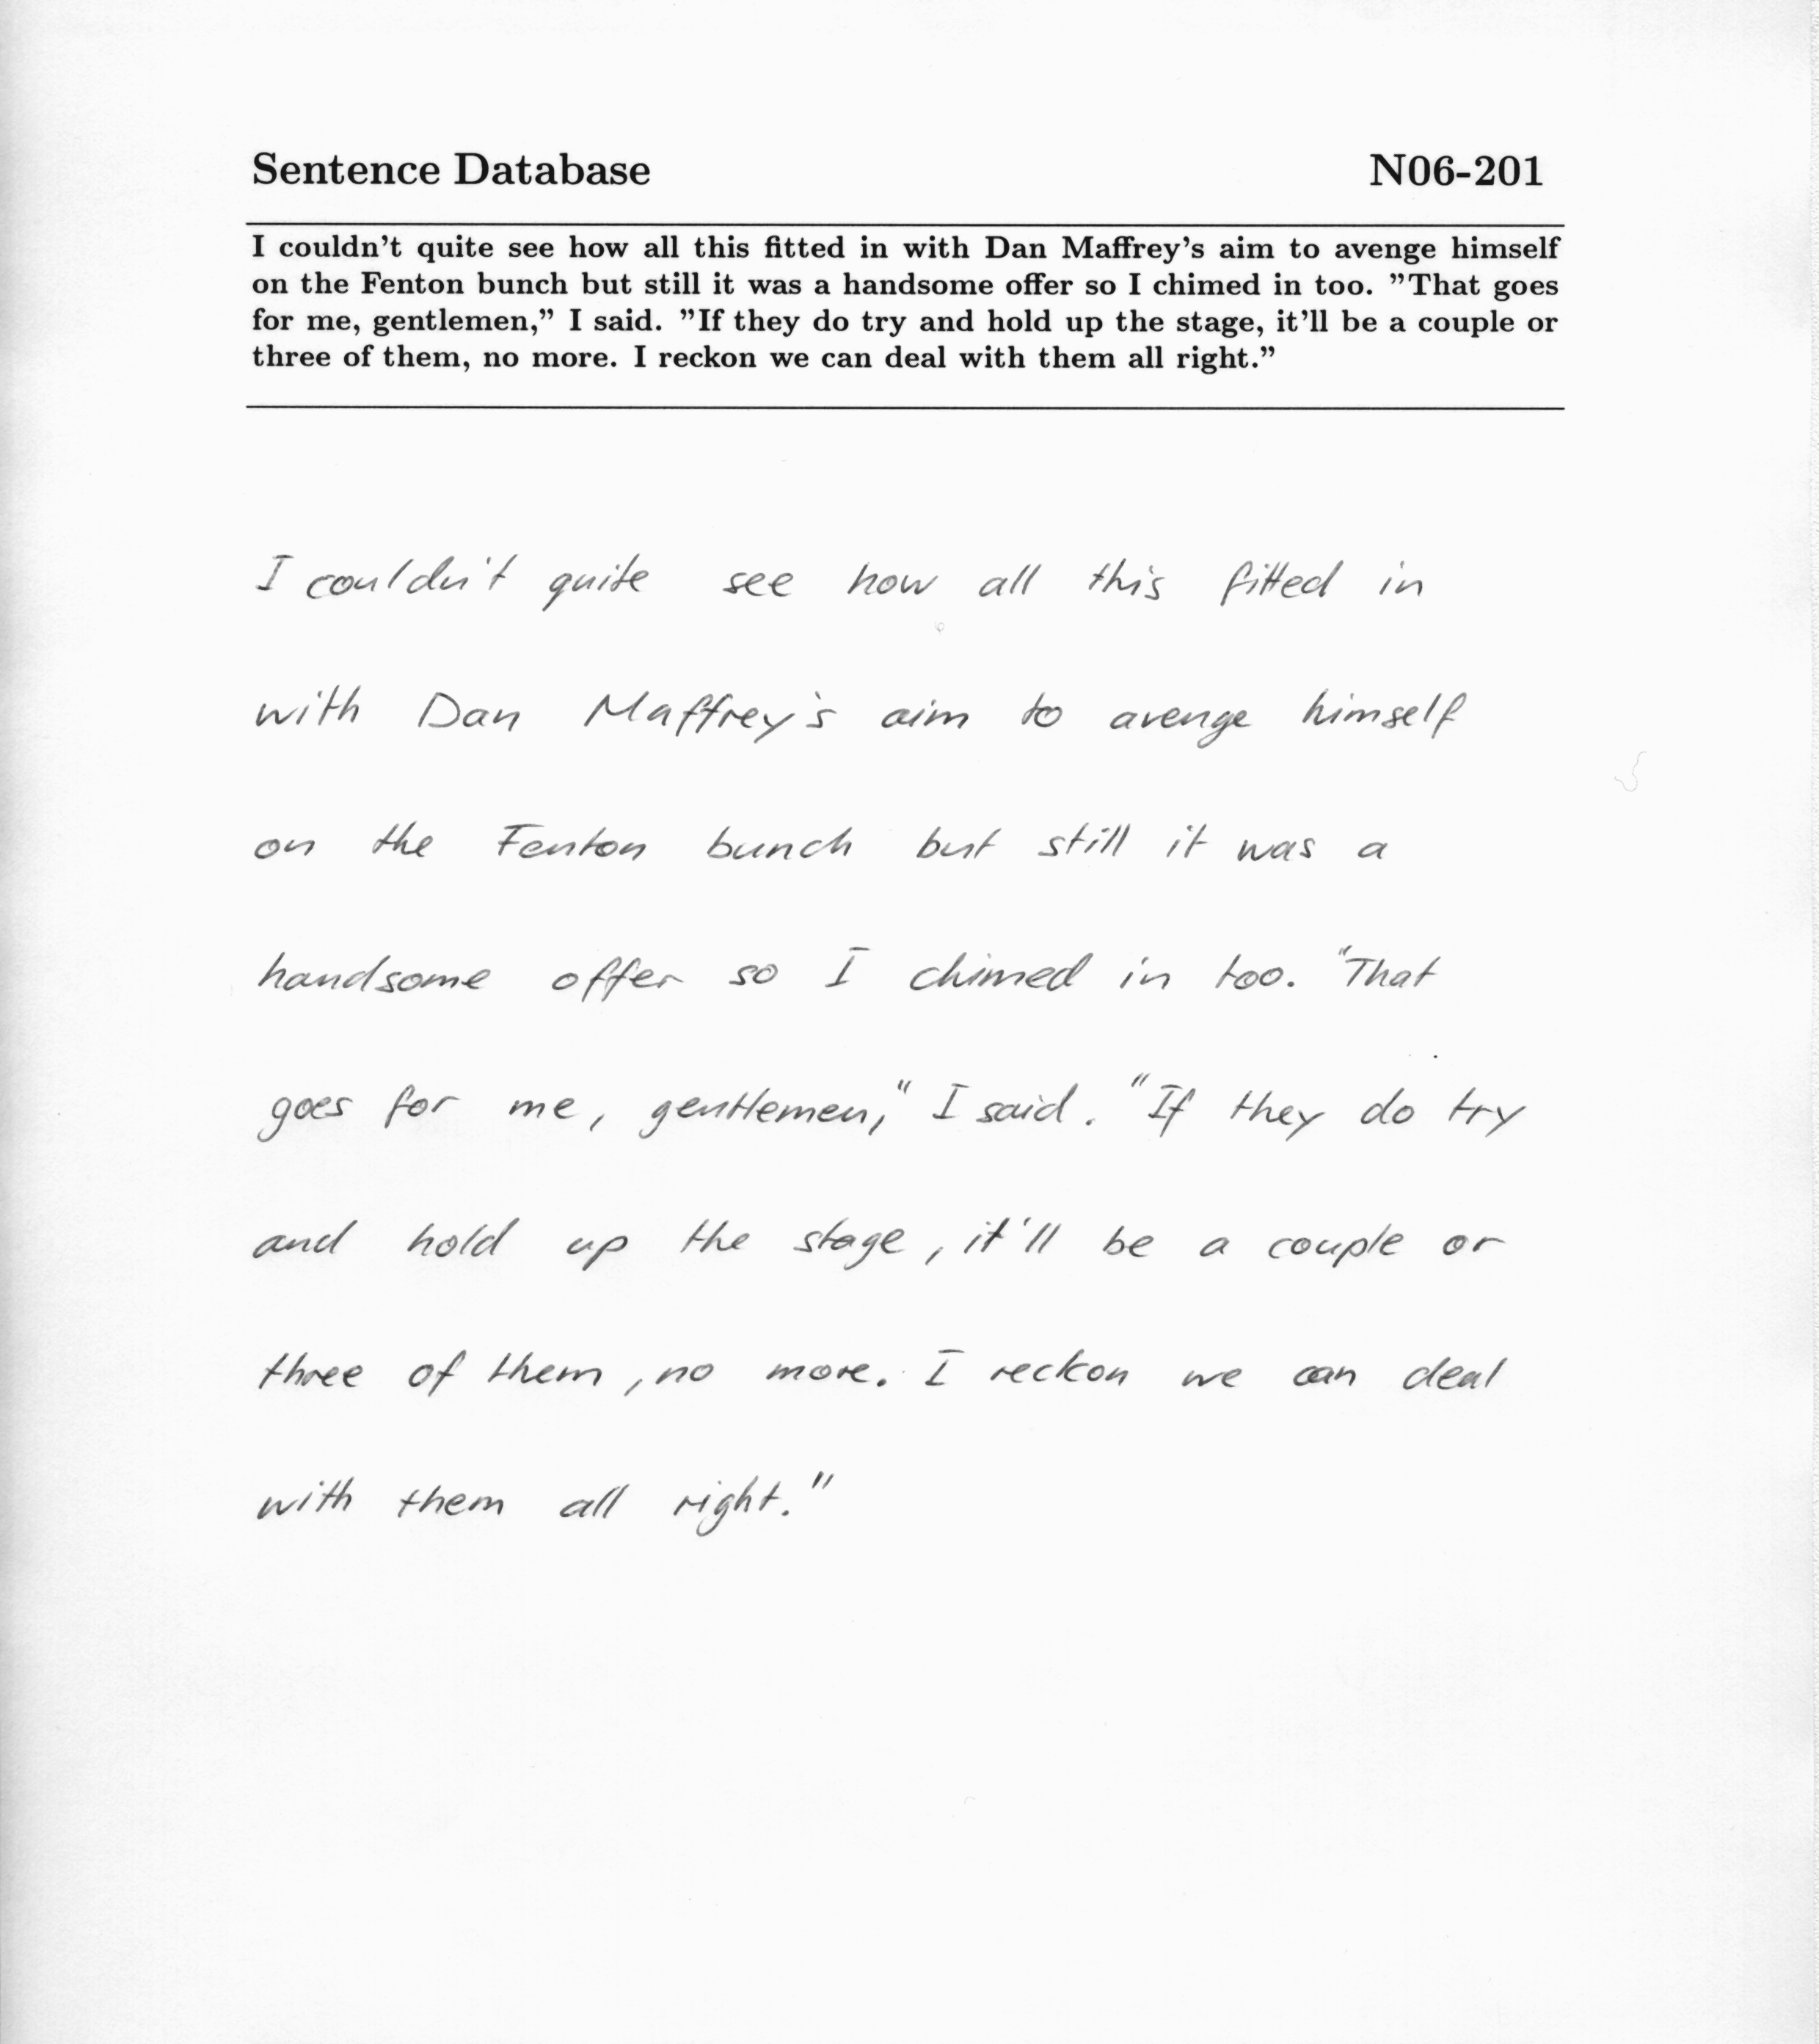 Sentence Database N06-201
I couldn't quite see how all this fitted in with Dan Maffrey's aim to avenge himself
on the Fenton bunch but still it was a handsome offer so I chimed in too. ”That goes
for me, gentlemen,” I said. ”If they do try and hold up the stage, it'll be a couple or
three of them, no more. I reckon we can deal with them all right.”
I couldn't quite see how all this fitted in
with Dan Maffrey's aim to avenge himself
on the Fenton bunch but still it was a
handsome offer so I chimed in too. "That
goes for me, gentlemen," I said. "If they do try
and hold up the stage, it'll be a couple or
three of them, no more. I reckon we can deal
with them all right."